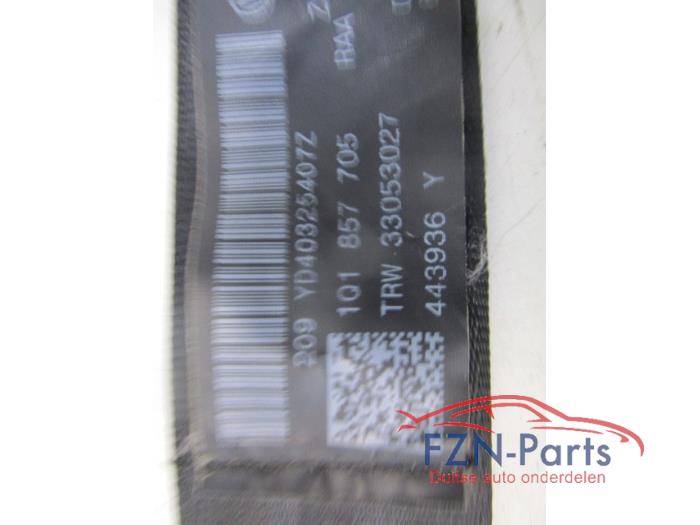 209 YD40325407Z
1Q1 857 705
RAA
TRW 33053027
443936 Y
FZN-Parts
Duitse auto onderdelen